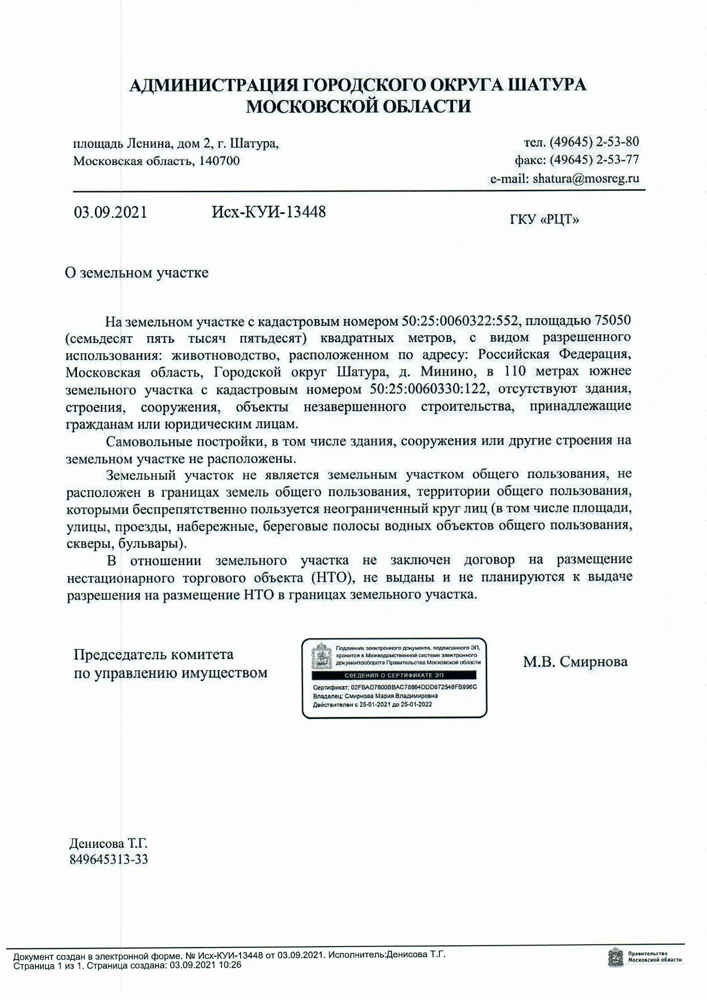 АДМИНИСТРАЦИЯ ГОРОДСКОГО ОКРУГА ШАТУРА
МОСКОВСКОЙ ОБЛАСТИ
площадь Ленина, дом 2, г. Шатура,
Московская область, 140700
тел. (49645) 2-53-80
факс: (49645) 2-53-77
e-mail: shatura@mosreg.ru
03.09.2021 Исх-КУИ-13448
ГКУ «РЦТ»
О земельном участке
На земельном участке с кадастровым номером 50:25:0060322:552, площадью 75050
(семьдесят пять тысяч пятьдесят) квадратных метров, с видом разрешенного
использования: животноводство, расположенном по адресу: Российская Федерация,
Московская область, Городской округ Шатура, д. Минино, в 110 метрах южнее
земельного участка с кадастровым номером 50:25:0060330:122, отсутствуют здания,
строения, сооружения, объекты незавершенного строительства, принадлежащие
гражданам или юридическим лицам.
Самовольные постройки, в том числе здания, сооружения или другие строения на
земельном участке не расположены.
Земельный участок не является земельным участком общего пользования, не
расположен в границах земель общего пользования, территории общего пользования,
которыми беспрепятственно пользуется неограниченный круг лиц (в том числе площади,
улицы, проезды, набережные, береговые полосы водных объектов общего пользования,
скверы, бульвары).
В отношении земельного участка не заключен договор на размещение
нестационарного торгового объекта (НТО), не выданы и не планируются к выдаче
разрешения на размещение НТО в границах земельного участка.
Председатель комитета
по управлению имуществом
Подлинник электронного документа, подписанного ЭП,
хранится в Межведомственной системе электронного
документооборота Правительства Московской области
СВЕДЕНИЯ О СЕРТИФИКАТЕ ЭП
Сертификат:
Владелец: Смирнова Мария Владимировна
Действителен с 25-01-2021 до 25-01-2022
М.В. Смирнова
Денисова Т.Г.
849645313-33
Документ создан в электронной форме. № Исх-КУИ-13448 от 03.09.2021. Исполнитель:Денисова Т.Г.
Страница 1 из 1. Страница создана: 03.09.2021 10:26
Правительство
Московской области